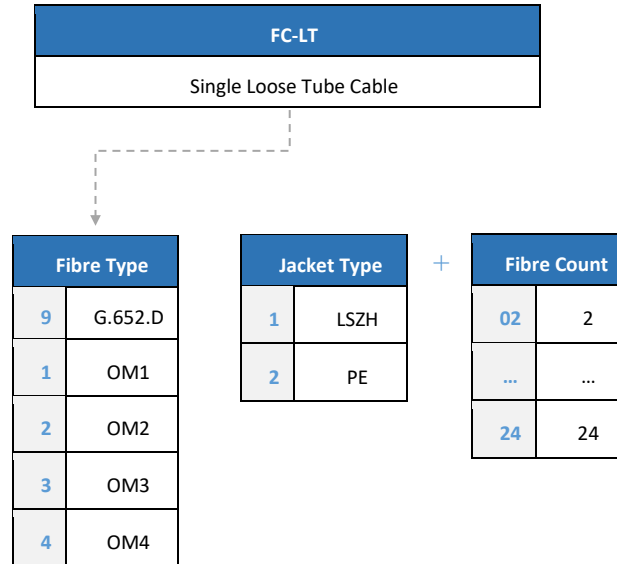 FC-LT
Single Loose Tube Cable
Fibre Type
9 G.652.D
1 OM1
2 OM2
3 OM3
4 OM4
Jacket Type
1 LSZH
2 PE
+
Fibre Count
02 2
... ...
24 24